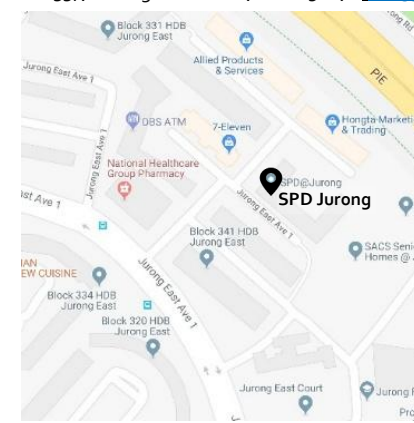 Block 331 HDB
Jurong East
Allied Products
& Services
PIE
Jurong East Ave 1
DBS ATM
7-Eleven
Hongta Marketi
& Trading
National Healthcare
Group Pharmacy
Jurong East Ave 1
SPD@Jurong
SPD Jurong
Jurong East Ave 1
st Ave 1
Block 341 HDB
Jurong East
SACS Seni
Homes @ J
IAN
EW CUISINE
Jurong East Ave 1
Block 334 HDB
Jurong East
Block 320 HDB
Jurong East
Jurong East Court
Jurong F
Pro